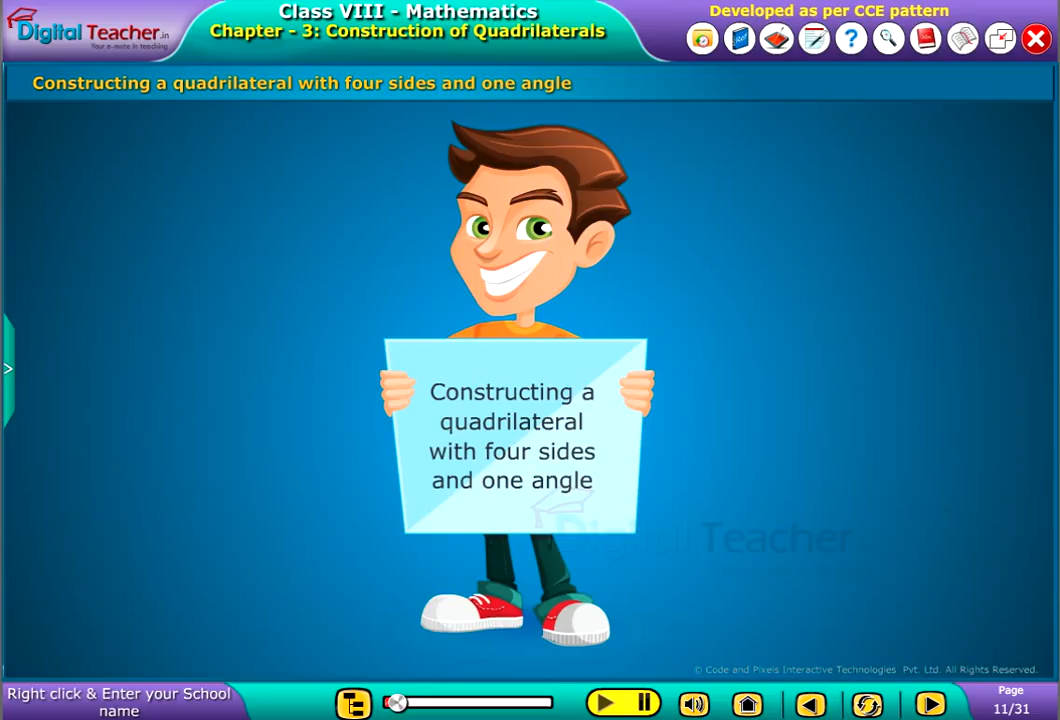 Digital Teacher.in
Your e-mate in teaching
Class VIII - Mathematics
Chapter - 3: Construction of Quadrilaterals
Developed as per CCE pattern
Ref
?
Constructing a quadrilateral with four sides and one angle
>
Constructing a
quadrilateral
with four sides
and one angle
Digital Teacher
© Code and Pixels Interactive Technologies Pvt. Ltd. All Rights Reserved.
Right click & Enter your School
name
Page
11/31